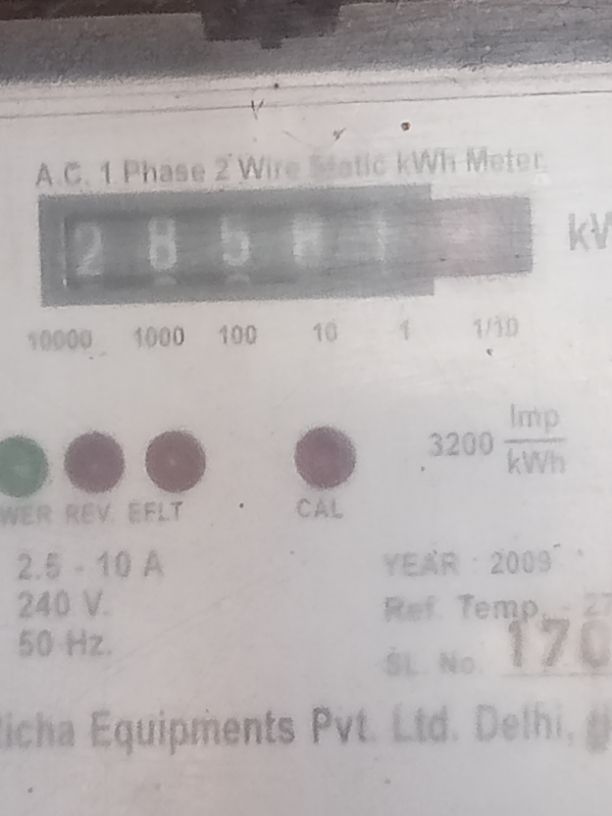 A.C. 1 Phase 2 Wire Static kWh Meter
2 8 5 1
10000 1000 100 10 1 1/10
3200 Imp
kWh
REV. EFLT CAL
2.5 - 10 A
240 V.
50 Hz.
YEAR : 2009
Ref. Temp.
SL. No. 170
Equipments Pvt. Ltd. Delhi,